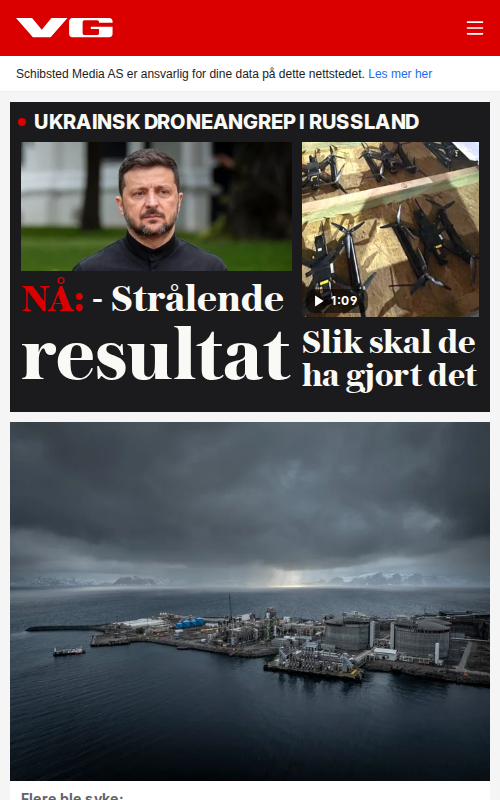 VG
Schibsted Media AS er ansvarlig for dine data på dette nettstedet. Les mer her
UKRAINSK DRONEANGREP I RUSSLAND
NÅ: - Strålende
resultat
1:09
Slik skal de
ha gjort det
Flere ble syke: